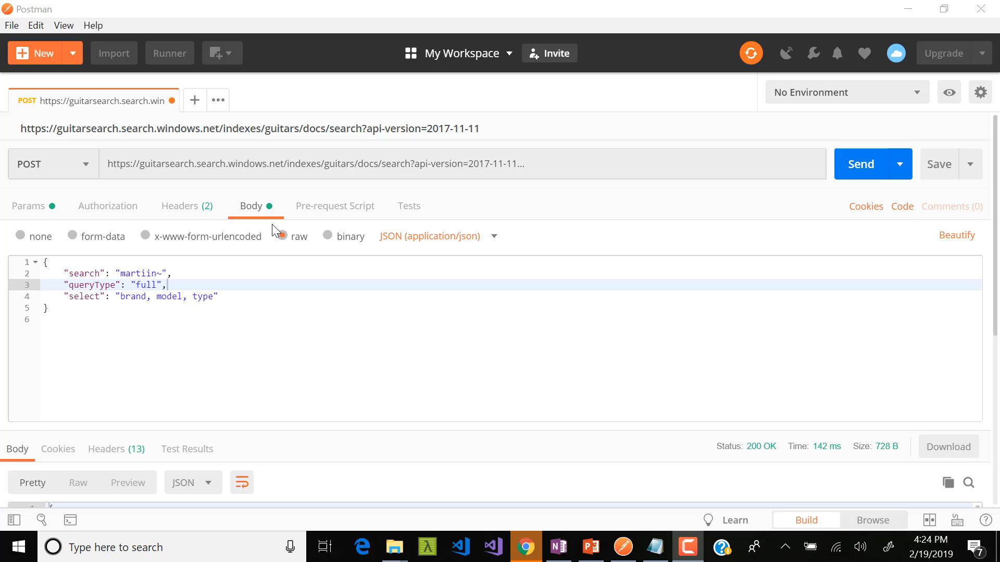 Postman
File Edit View Help
New Import Runner My Workspace Invite Upgrade
POST https://guitarsearch.search.win No Environment
https://guitarsearch.search.windows.net/indexes/guitars/docs/search?api-version=2017-11-11
POST https://guitarsearch.search.windows.net/indexes/guitars/docs/search?api-version=2017-11-11... Send Save
Params Authorization Headers (2) Body Pre-request Script Tests Cookies Code Comments (0)
none form-data x-www-form-urlencoded raw binary JSON (application/json) Beautify
1 {
2 "search": "martiin~",
3 "queryType": "full",
4 "select": "brand, model, type"
5 }
6
Body Cookies Headers (13) Test Results Status: 200 OK Time: 142 ms Size: 728 B Download
Pretty Raw Preview JSON
1 {
Learn Build Browse
Type here to search 4:24 PM
2/19/2019 7